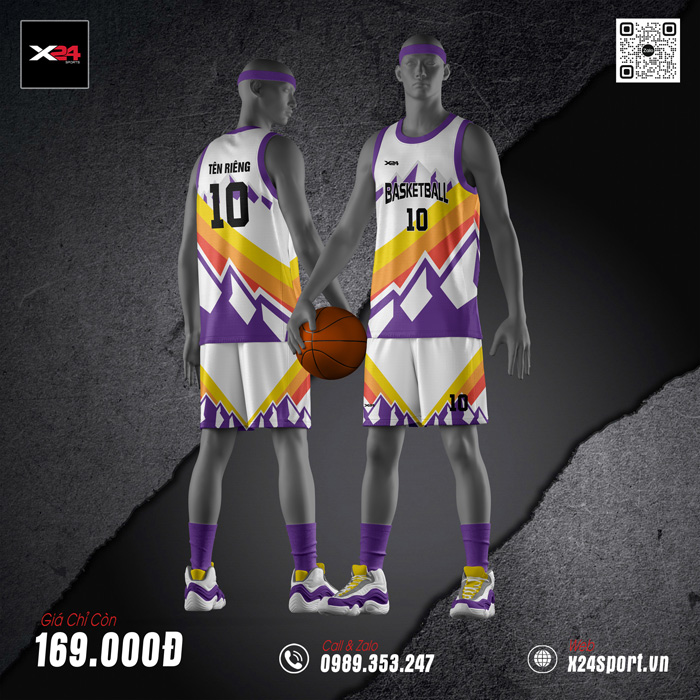 X24
SPORTS
Zalo
TÊN RIÊNG
10
X24
BASKETBALL
10
10
Giá Chỉ Còn
169.000Đ
Call & Zalo
0989.353.247
x24sport.vn